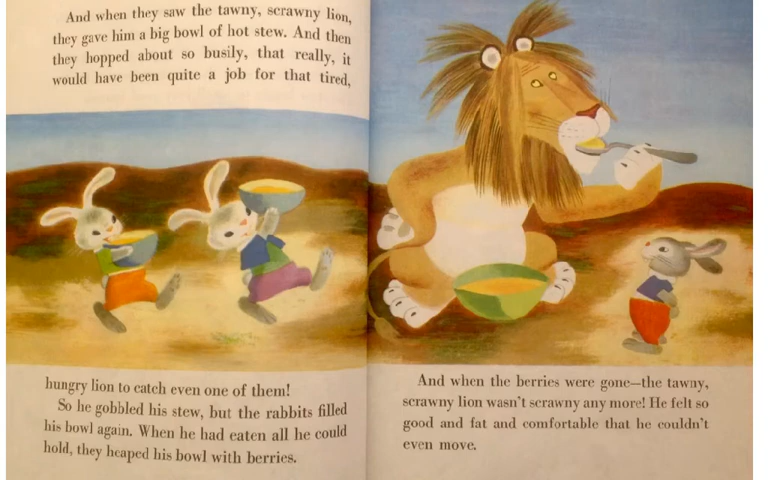 And when they saw the tawny, scrawny lion,
they gave him a big bowl of hot stew. And then
they hopped about so busily, that really, it
would have been quite a job for that tired,
hungry lion to catch even one of them!
So he gobbled his stew, but the rabbits filled
his bowl again. When he had eaten all he could
hold, they heaped his bowl with berries.
And when the berries were gone—the tawny,
scrawny lion wasn't scrawny any more! He felt so
good and fat and comfortable that he couldn't
even move.